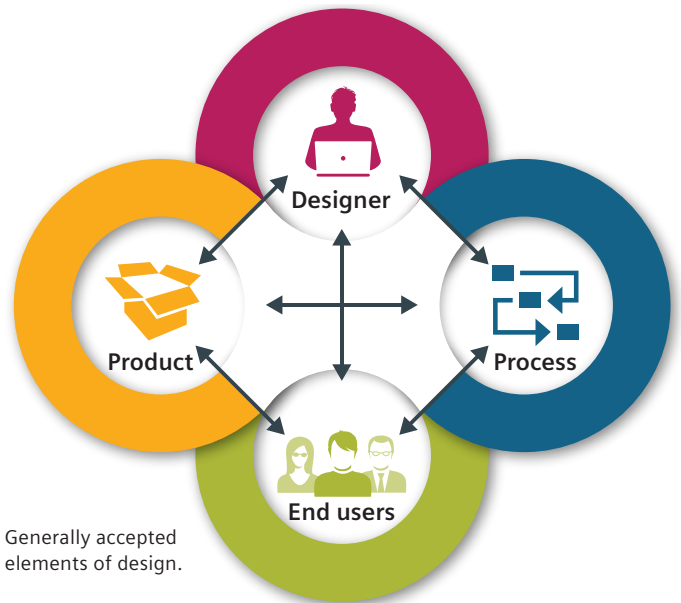 Designer
Product
Process
End users
Generally accepted
elements of design.